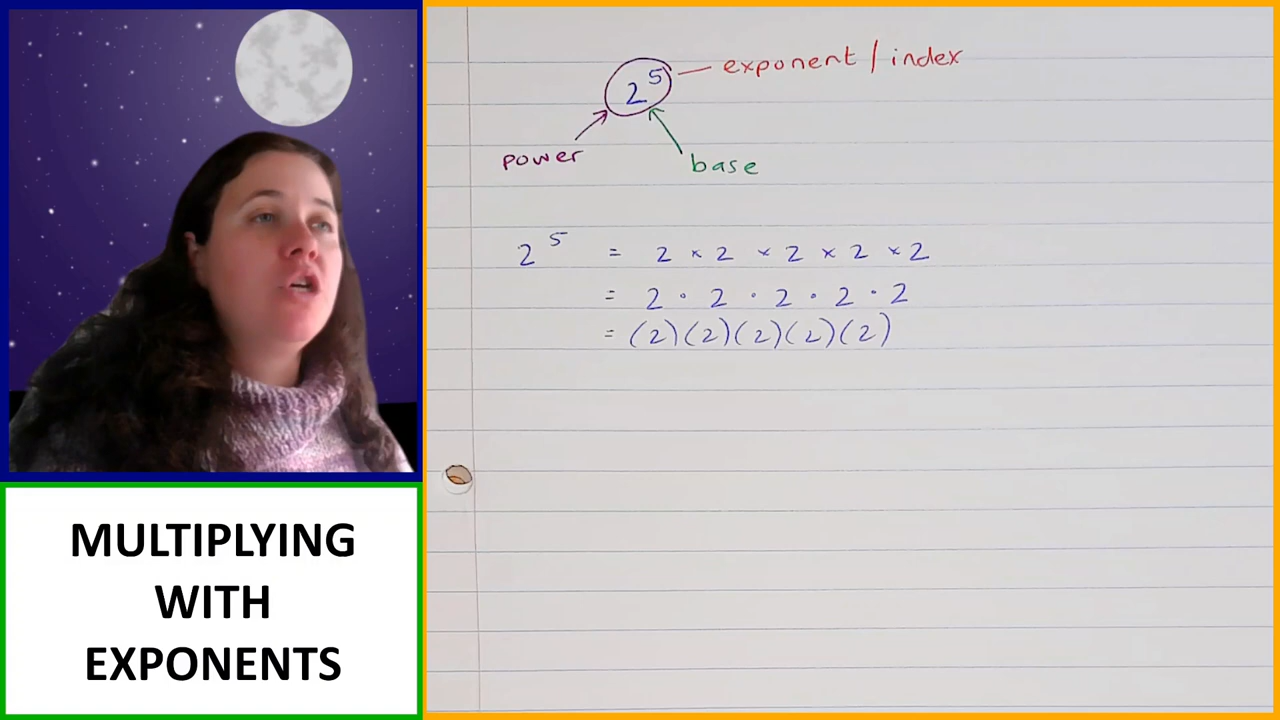 2⁵ — exponent / index
power
base
2⁵ = 2 × 2 × 2 × 2 × 2
= 2 · 2 · 2 · 2 · 2
= (2)(2)(2)(2)(2)
MULTIPLYING
WITH
EXPONENTS